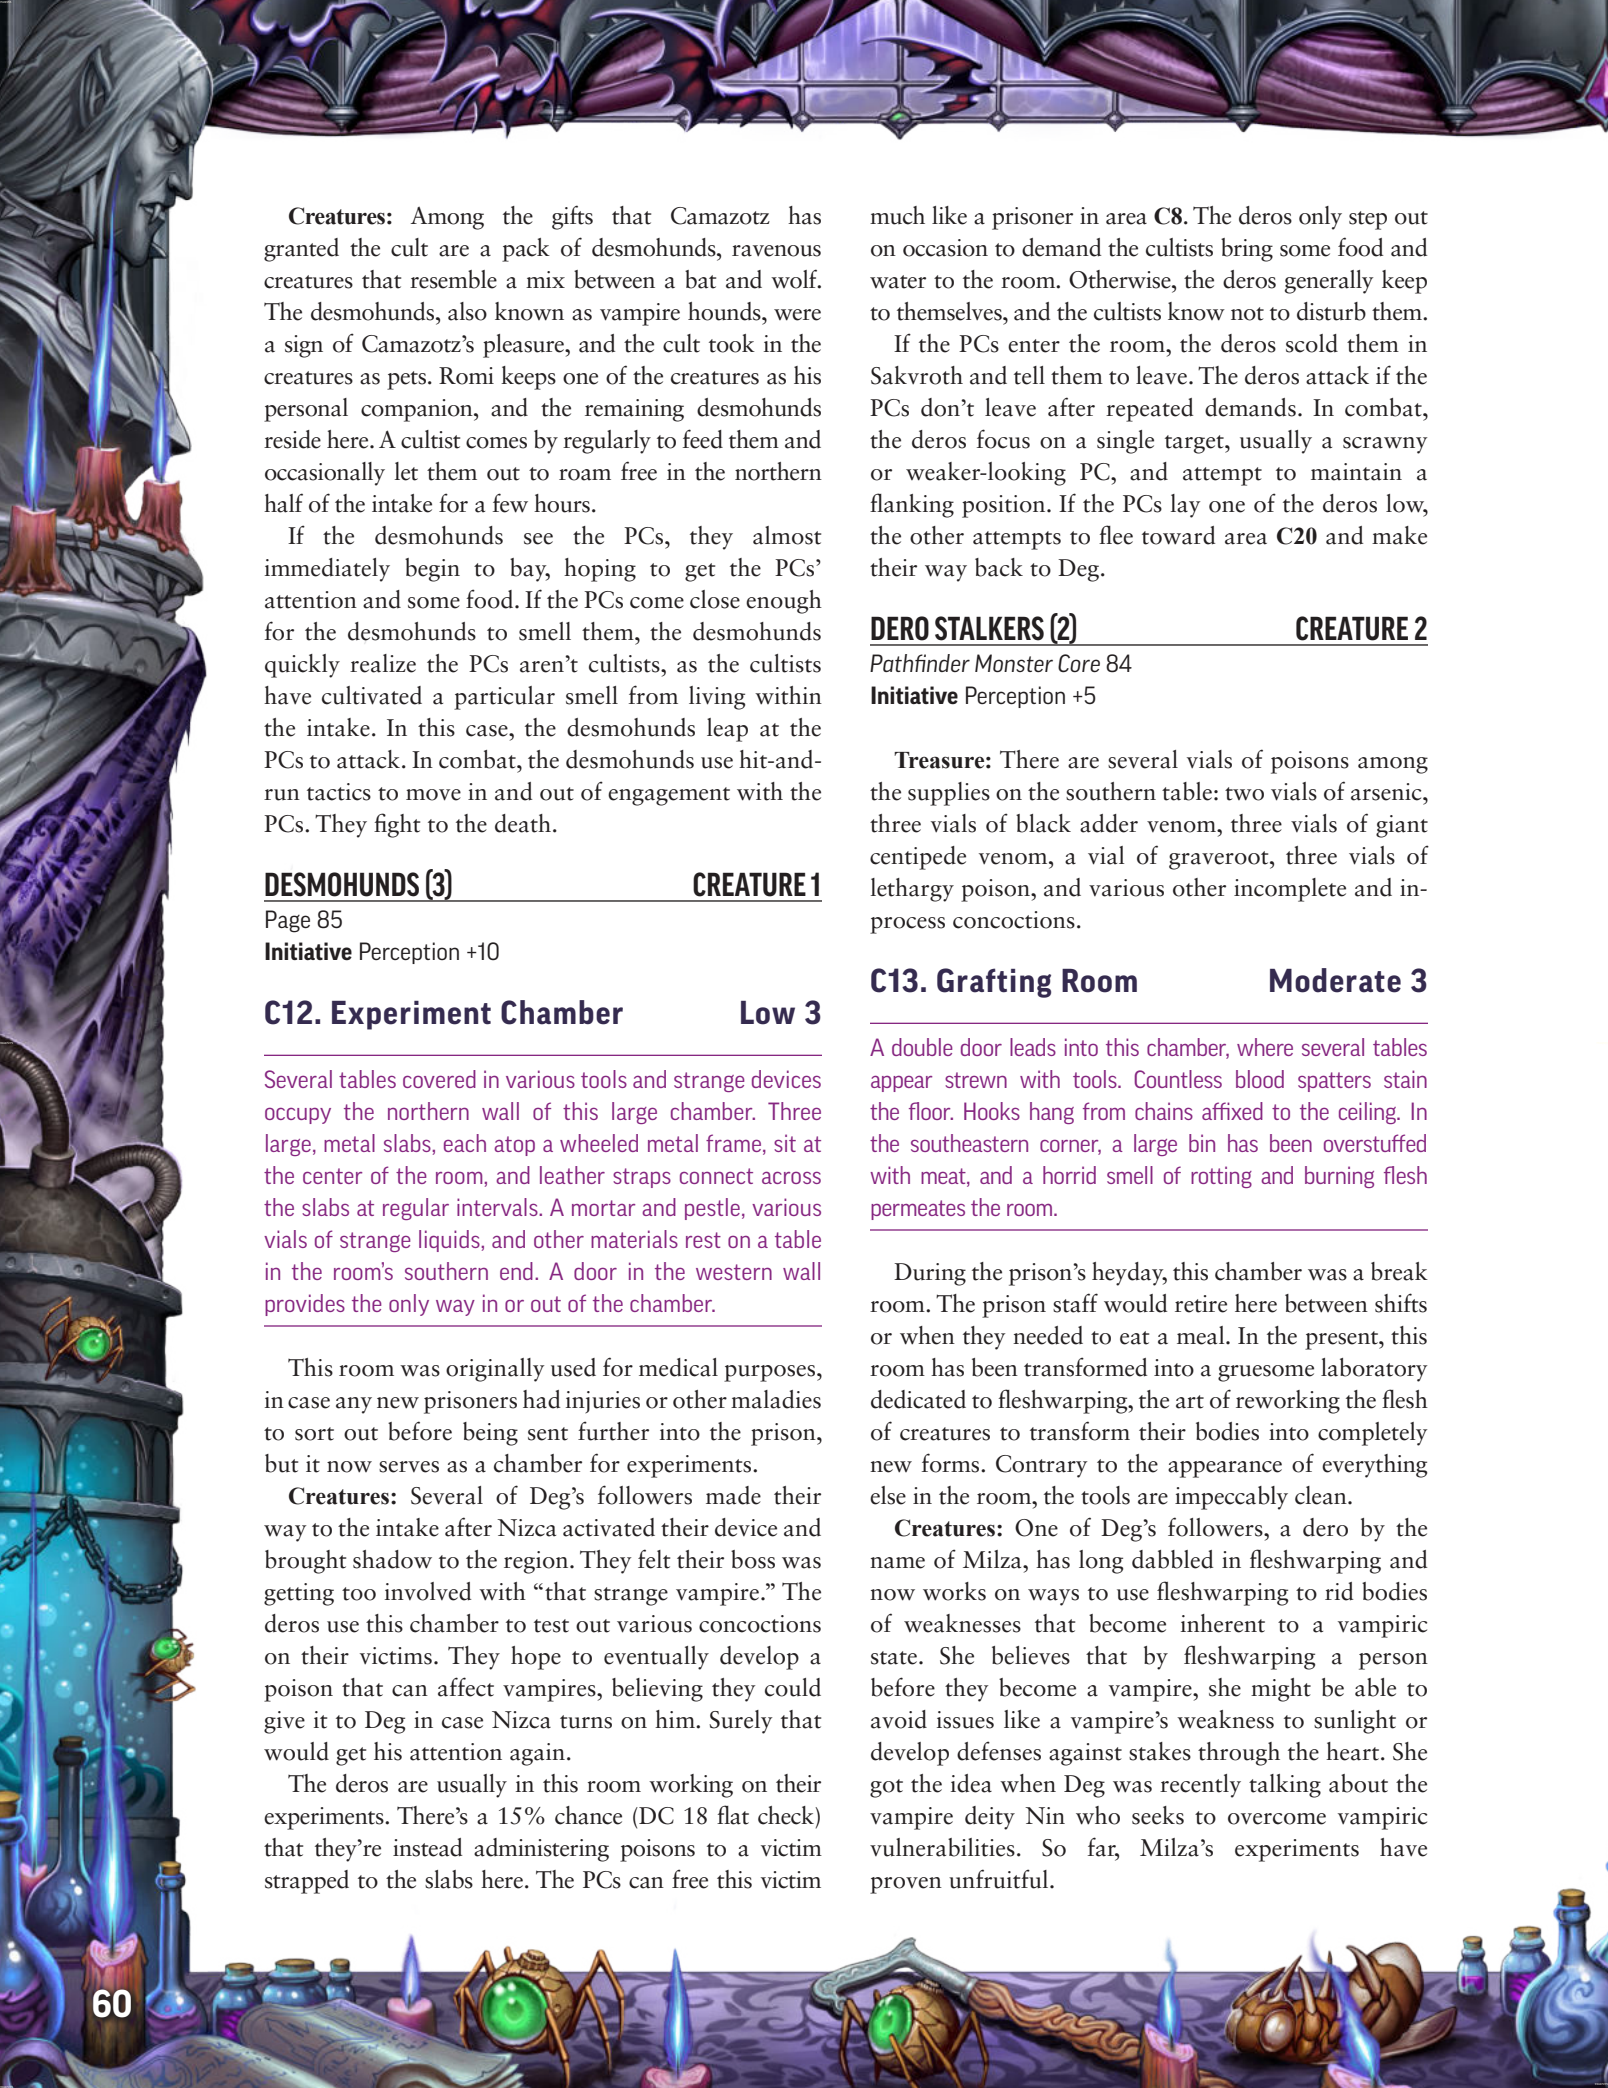 Creatures: Among the gifts that Camazotz has
granted the cult are a pack of desmohunds, ravenous
creatures that resemble a mix between a bat and wolf.
The desmohunds, also known as vampire hounds, were
a sign of Camazotz’s pleasure, and the cult took in the
creatures as pets. Romi keeps one of the creatures as his
personal companion, and the remaining desmohunds
reside here. A cultist comes by regularly to feed them and
occasionally let them out to roam free in the northern
half of the intake for a few hours.
If the desmohunds see the PCs, they almost
immediately begin to bay, hoping to get the PCs’
attention and some food. If the PCs come close enough
for the desmohunds to smell them, the desmohunds
quickly realize the PCs aren’t cultists, as the cultists
have cultivated a particular smell from living within
the intake. In this case, the desmohunds leap at the
PCs to attack. In combat, the desmohunds use hit-and-
run tactics to move in and out of engagement with the
PCs. They fight to the death.
DESMOHUNDS (3) CREATURE 1
Page 85
Initiative Perception +10
C12. Experiment Chamber Low 3
Several tables covered in various tools and strange devices
occupy the northern wall of this large chamber. Three
large, metal slabs, each atop a wheeled metal frame, sit at
the center of the room, and leather straps connect across
the slabs at regular intervals. A mortar and pestle, various
vials of strange liquids, and other materials rest on a table
in the room’s southern end. A door in the western wall
provides the only way in or out of the chamber.
This room was originally used for medical purposes,
in case any new prisoners had injuries or other maladies
to sort out before being sent further into the prison,
but it now serves as a chamber for experiments.
Creatures: Several of Deg’s followers made their
way to the intake after Nizca activated their device and
brought shadow to the region. They felt their boss was
getting too involved with “that strange vampire.” The
deros use this chamber to test out various concoctions
on their victims. They hope to eventually develop a
poison that can affect vampires, believing they could
give it to Deg in case Nizca turns on him. Surely that
would get his attention again.
The deros are usually in this room working on their
experiments. There’s a 15% chance (DC 18 flat check)
that they’re instead administering poisons to a victim
strapped to the slabs here. The PCs can free this victim
much like a prisoner in area C8. The deros only step out
on occasion to demand the cultists bring some food and
water to the room. Otherwise, the deros generally keep
to themselves, and the cultists know not to disturb them.
If the PCs enter the room, the deros scold them in
Sakvroth and tell them to leave. The deros attack if the
PCs don’t leave after repeated demands. In combat,
the deros focus on a single target, usually a scrawny
or weaker-looking PC, and attempt to maintain a
flanking position. If the PCs lay one of the deros low,
the other attempts to flee toward area C20 and make
their way back to Deg.
DERO STALKERS (2) CREATURE 2
Pathfinder Monster Core 84
Initiative Perception +5
Treasure: There are several vials of poisons among
the supplies on the southern table: two vials of arsenic,
three vials of black adder venom, three vials of giant
centipede venom, a vial of graveroot, three vials of
lethargy poison, and various other incomplete and in-
process concoctions.
C13. Grafting Room Moderate 3
A double door leads into this chamber, where several tables
appear strewn with tools. Countless blood spatters stain
the floor. Hooks hang from chains affixed to the ceiling. In
the southeastern corner, a large bin has been overstuffed
with meat, and a horrid smell of rotting and burning flesh
permeates the room.
During the prison’s heyday, this chamber was a break
room. The prison staff would retire here between shifts
or when they needed to eat a meal. In the present, this
room has been transformed into a gruesome laboratory
dedicated to fleshwarping, the art of reworking the flesh
of creatures to transform their bodies into completely
new forms. Contrary to the appearance of everything
else in the room, the tools are impeccably clean.
Creatures: One of Deg’s followers, a dero by the
name of Milza, has long dabbled in fleshwarping and
now works on ways to use fleshwarping to rid bodies
of weaknesses that become inherent to a vampiric
state. She believes that by fleshwarping a person
before they become a vampire, she might be able to
avoid issues like a vampire’s weakness to sunlight or
develop defenses against stakes through the heart. She
got the idea when Deg was recently talking about the
vampire deity Nin who seeks to overcome vampiric
vulnerabilities. So far, Milza’s experiments have
proven unfruitful.
60